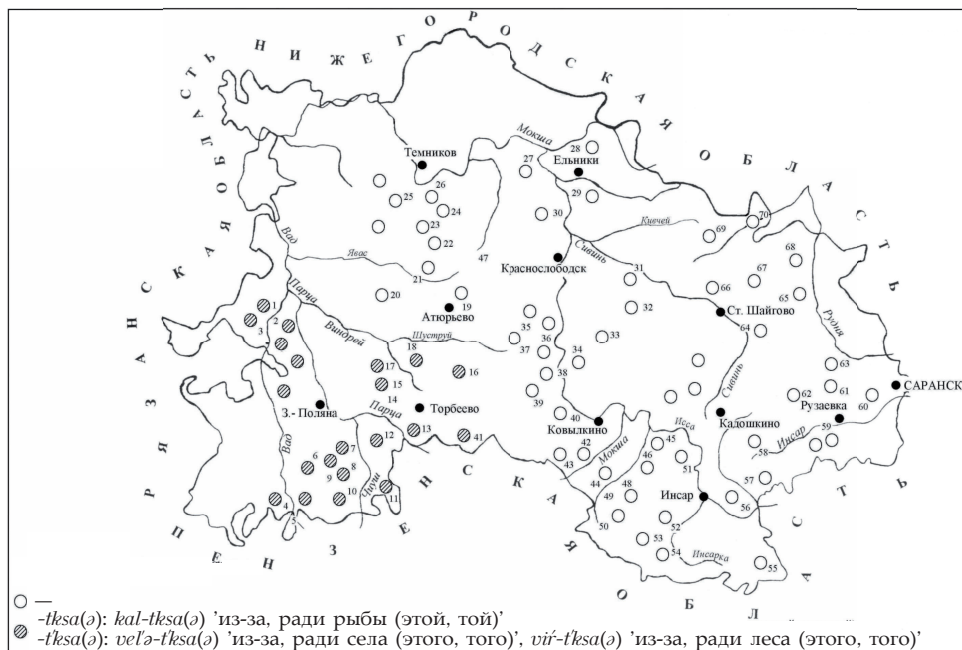 НИЖЕГОРОДСКАЯ ОБЛАСТЬ
РЯЗАНСКАЯ ОБЛАСТЬ
ПЕНЗЕНСКАЯ ОБЛАСТЬ
Мокша
28
Темников
27
Ельники
26
25
29
24
30
Кивчей
70
23
69
22
Вад
47
Сивинь
68
Явас
Краснослободск
21
31
67
Парца
20
66
65
1
19
32
Ст. Шайгово
2
Атюрьево
3
Виндрей
35
Рудня
Шуструй
36
33
64
18
37
34
17
63
16
38
15
САРАНСК
14
39
Сивинь
62
61
60
З.- Поляна
Торбеево
Рузаевка
Парца
40
Кадошкино
13
Ковылкино
Исса
59
Вад
12
41
45
Инсар
7
42
58
6
43
Мокша
46
51
8
57
9
Чиуш
44
48
10
11
49
Инсар
56
4
5
50
52
53
54
Инсарка
55
—
-tksa(ə): kal-tksa(ə) 'из-за, ради рыбы (этой, той)'
-t'ksa(ə): vel'ə-t'ksa(ə) 'из-за, ради села (этого, того)', viŕ-t'ksa(ə) 'из-за, ради леса (этого, того)'